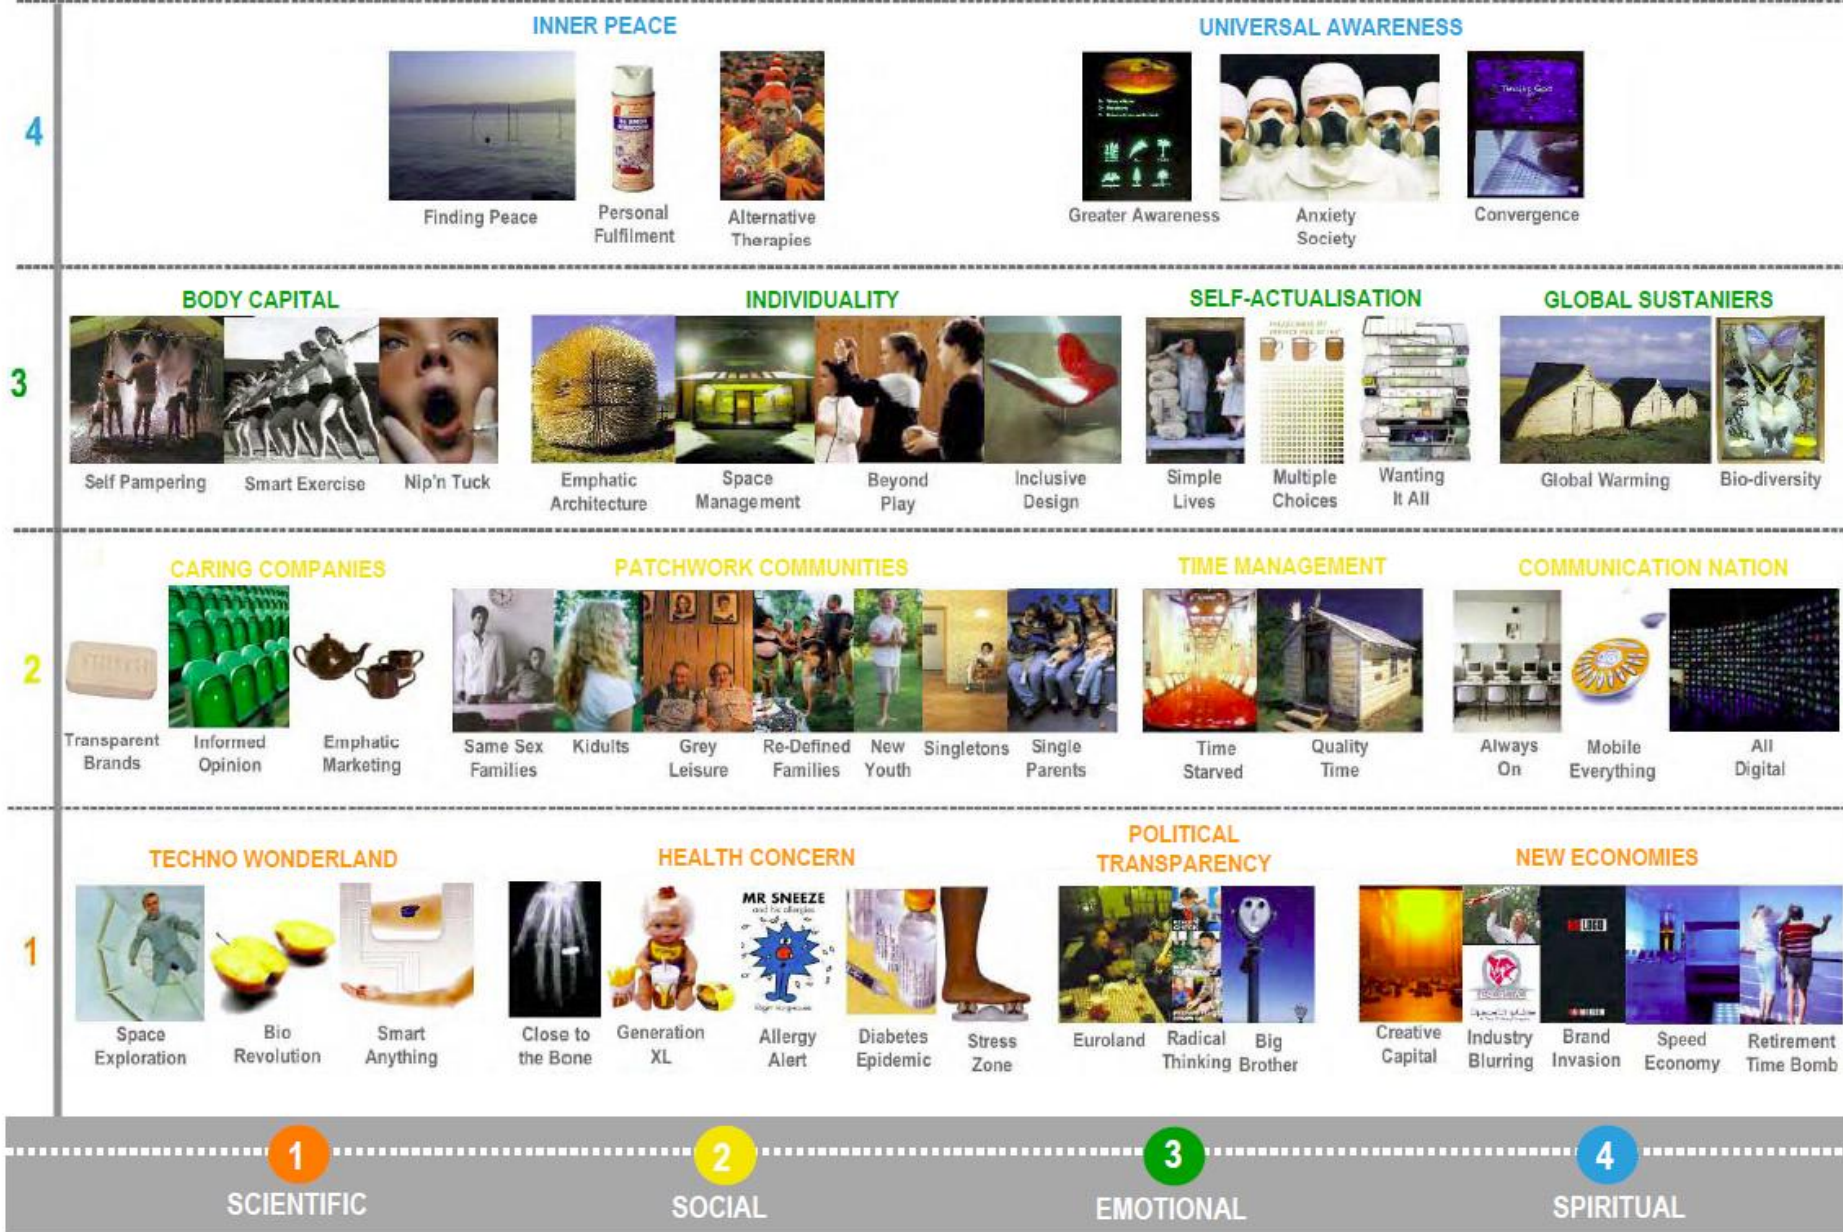 INNER PEACE
UNIVERSAL AWARENESS
4
Finding Peace
Personal
Fulfilment
Alternative
Therapies
Greater Awareness
Anxiety
Society
Convergence
BODY CAPITAL
INDIVIDUALITY
SELF-ACTUALISATION
GLOBAL SUSTANIERS
3
Self Pampering
Smart Exercise
Nip'n Tuck
Emphatic
Architecture
Space
Management
Beyond
Play
Inclusive
Design
Simple
Lives
Multiple
Choices
Wanting
It All
Global Warming
Bio-diversity
CARING COMPANIES
PATCHWORK COMMUNITIES
TIME MANAGEMENT
COMMUNICATION NATION
2
Transparent
Brands
Informed
Opinion
Emphatic
Marketing
Same Sex
Families
Kidults
Grey
Leisure
Re-Defined
Families
New
Youth
Singletons
Single
Parents
Time
Starved
Quality
Time
Always
On
Mobile
Everything
All
Digital
TECHNO WONDERLAND
HEALTH CONCERN
POLITICAL
TRANSPARENCY
NEW ECONOMIES
MR SNEEZE
and his allergies
LOGO
1
Space
Exploration
Bio
Revolution
Smart
Anything
Close to
the Bone
Generation
XL
Allergy
Alert
Diabetes
Epidemic
Stress
Zone
Euroland
Radical
Thinking
Big
Brother
Creative
Capital
Industry
Blurring
Brand
Invasion
Speed
Economy
Retirement
Time Bomb
1
SCIENTIFIC
2
SOCIAL
3
EMOTIONAL
4
SPIRITUAL